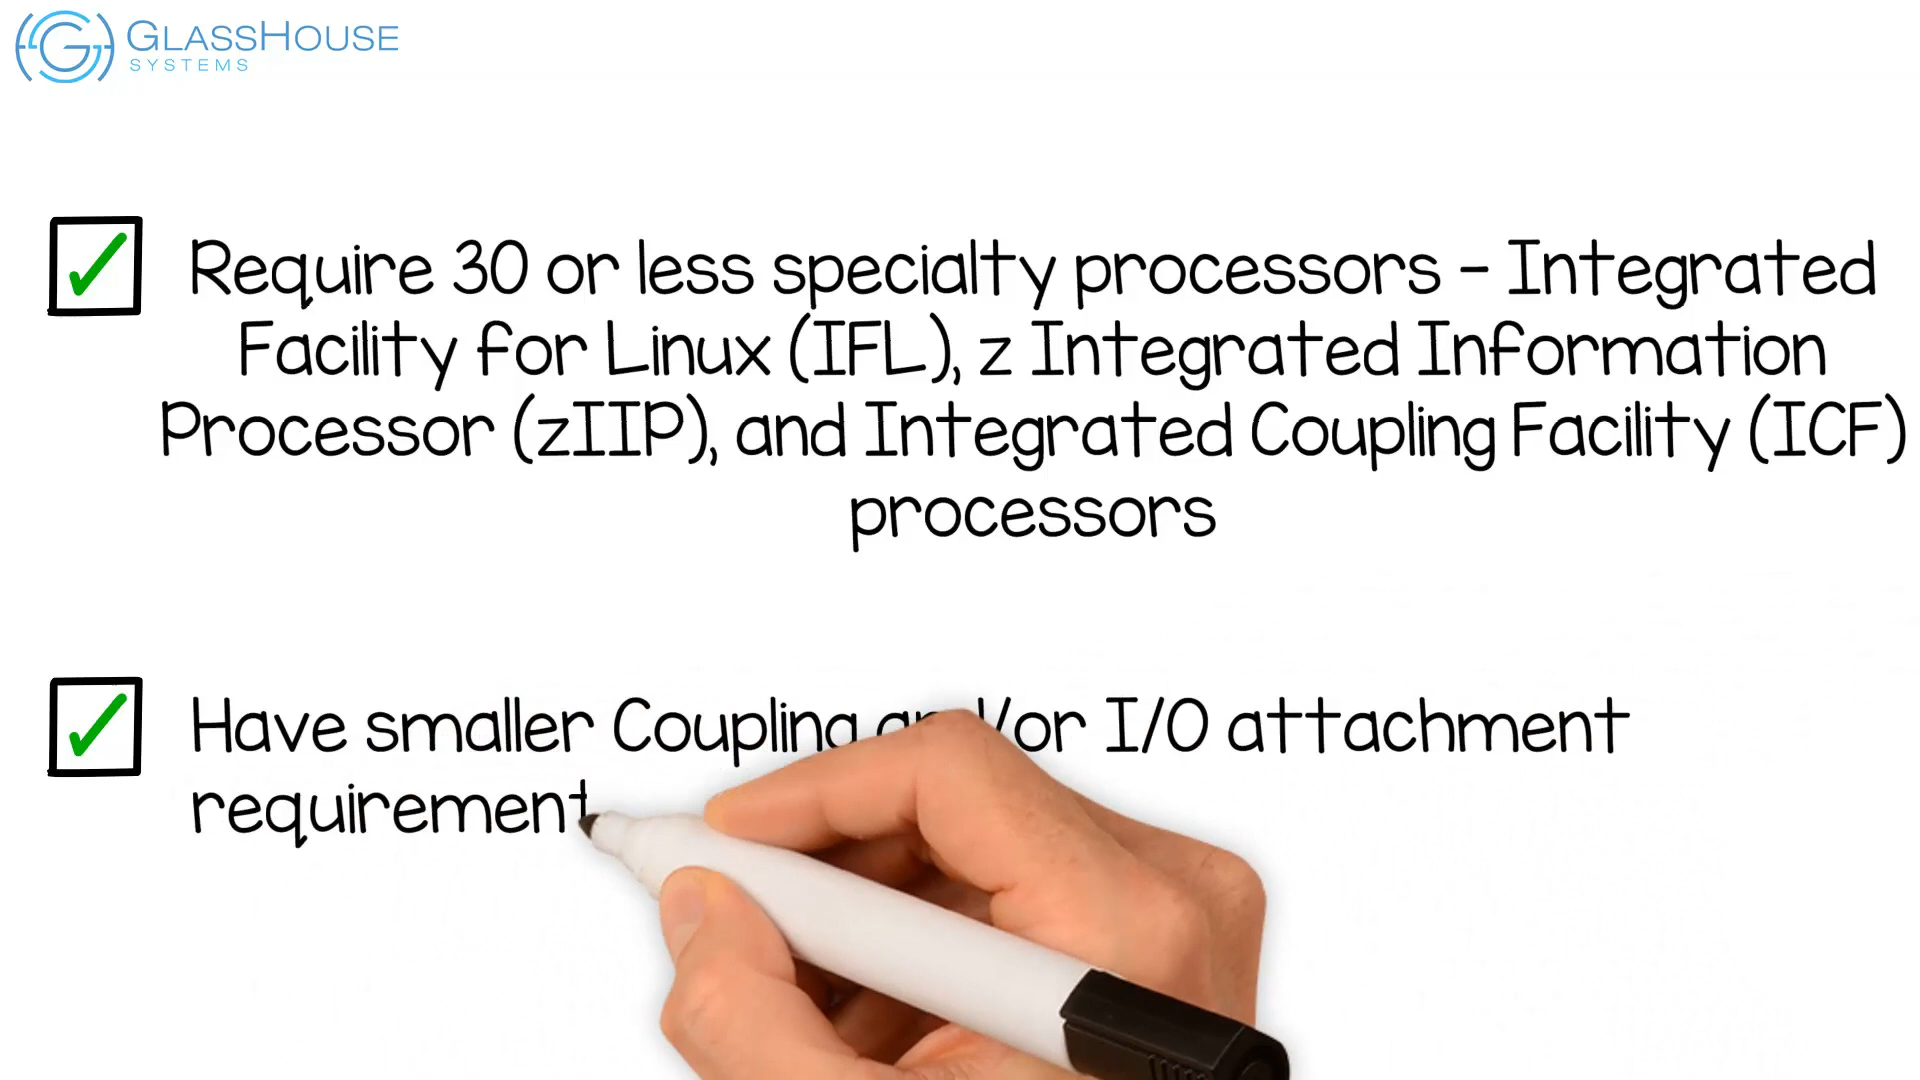 GLASSHOUSE
SYSTEMS
Require 30 or less specialty processors - Integrated
Facility for Linux (IFL), z Integrated Information
Processor (zIIP), and Integrated Coupling Facility (ICF)
processors
Have smaller Coupling and/or I/O attachment
requirement